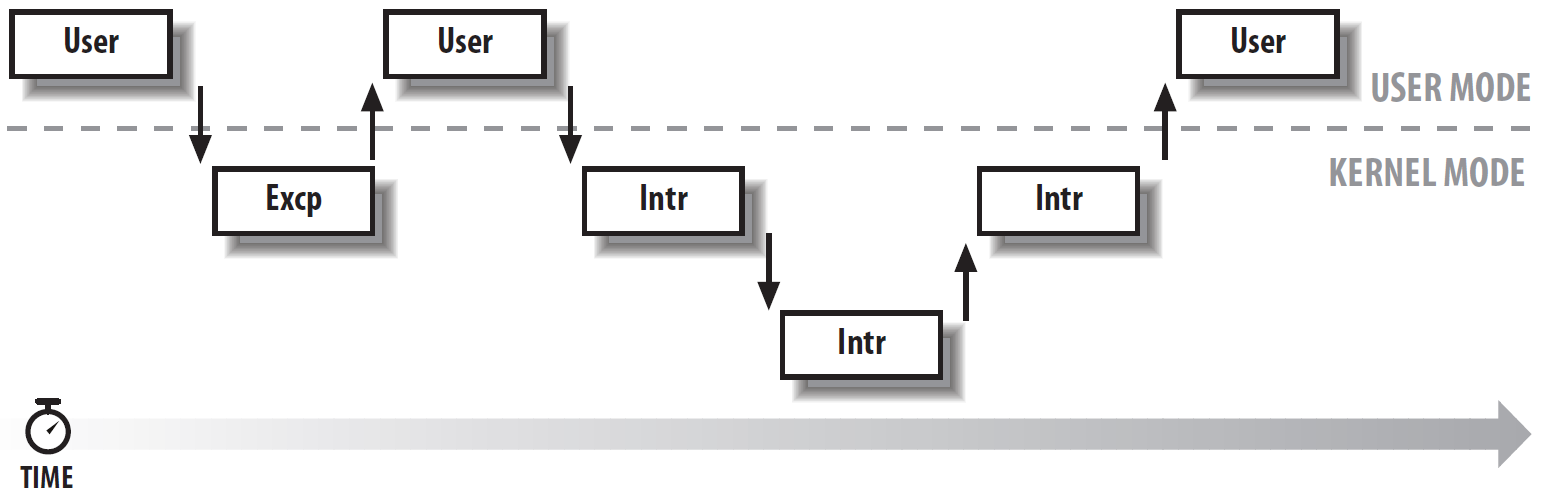 User
User
User
USER MODE
KERNEL MODE
Excp
Intr
Intr
Intr
TIME